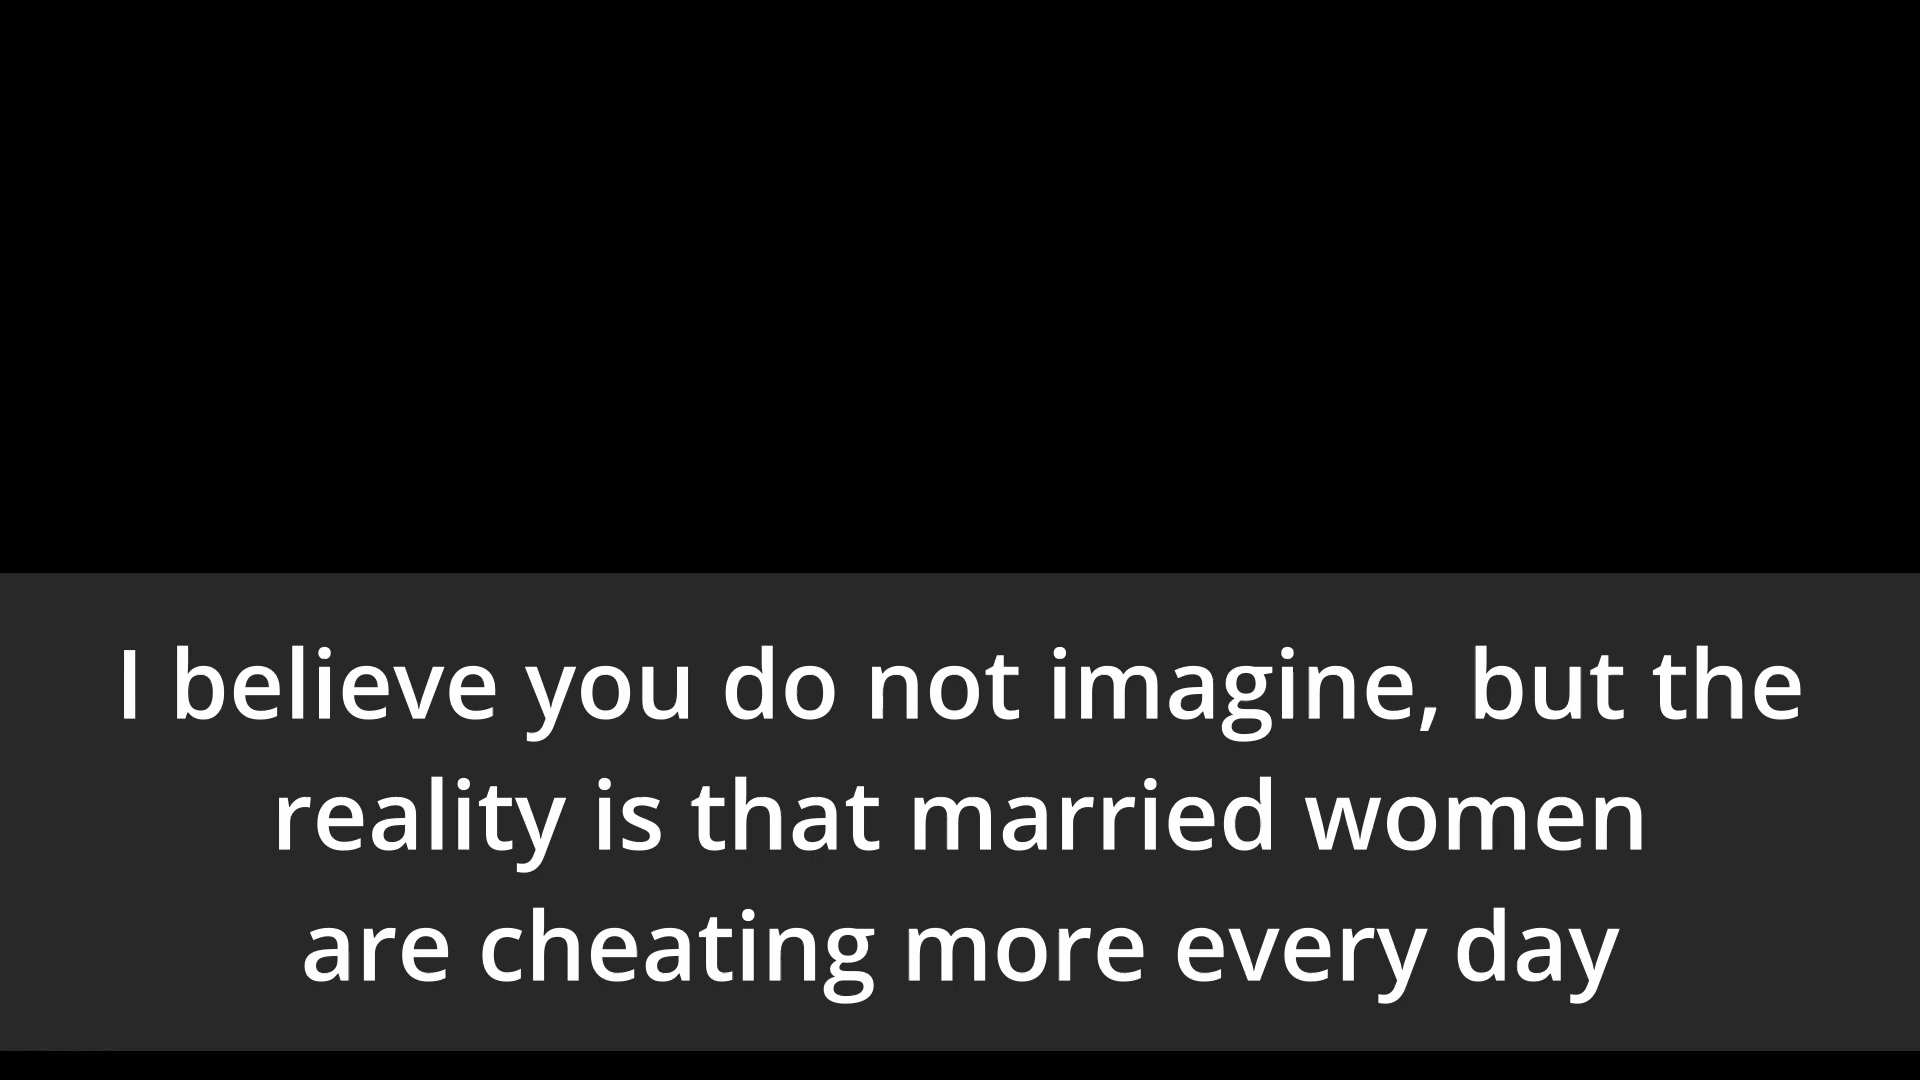 I believe you do not imagine, but the
reality is that married women
are cheating more every day